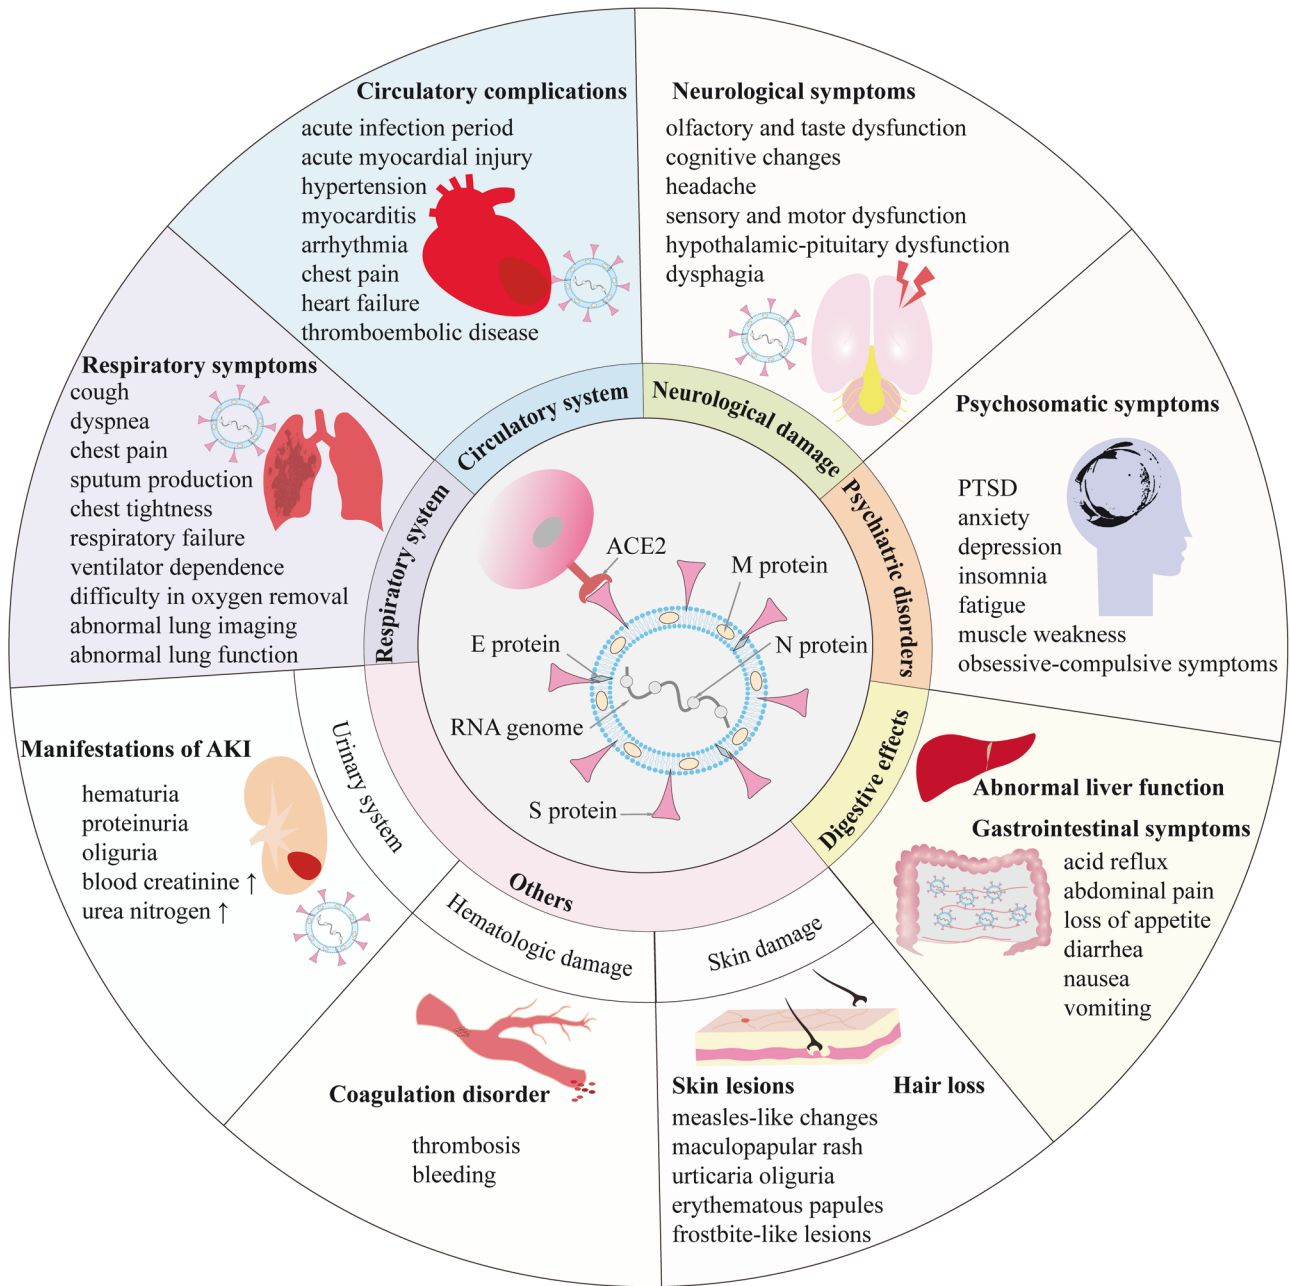 Circulatory complications
acute infection period
acute myocardial injury
hypertension
myocarditis
arrhythmia
chest pain
heart failure
thromboembolic disease
Neurological symptoms
olfactory and taste dysfunction
cognitive changes
headache
sensory and motor dysfunction
hypothalamic-pituitary dysfunction
dysphagia
Respiratory symptoms
cough
dyspnea
chest pain
sputum production
chest tightness
respiratory failure
ventilator dependence
difficulty in oxygen removal
abnormal lung imaging
abnormal lung function
Psychosomatic symptoms
PTSD
anxiety
depression
insomnia
fatigue
muscle weakness
obsessive-compulsive symptoms
Circulatory system
Neurological damage
Respiratory system
Psychiatric disorders
Digestive effects
Others
Urinary system
Hematologic damage
Skin damage
ACE2
M protein
E protein
N protein
RNA genome
S protein
Manifestations of AKI
hematuria
proteinuria
oliguria
blood creatinine ↑
urea nitrogen ↑
Abnormal liver function
Gastrointestinal symptoms
acid reflux
abdominal pain
loss of appetite
diarrhea
nausea
vomiting
Coagulation disorder
thrombosis
bleeding
Skin lesions
Hair loss
measles-like changes
maculopapular rash
urticaria oliguria
erythematous papules
frostbite-like lesions